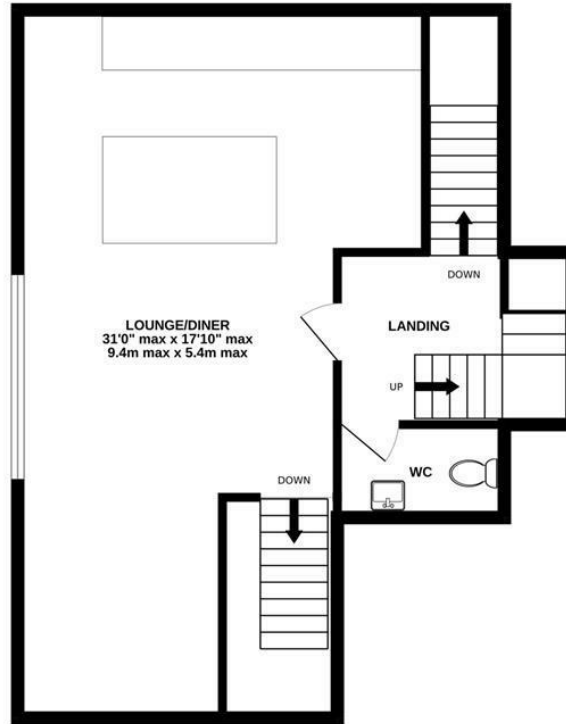 DOWN
LOUNGE/DINER
31'0" max x 17'10" max
9.4m max x 5.4m max
LANDING
UP
WC
DOWN